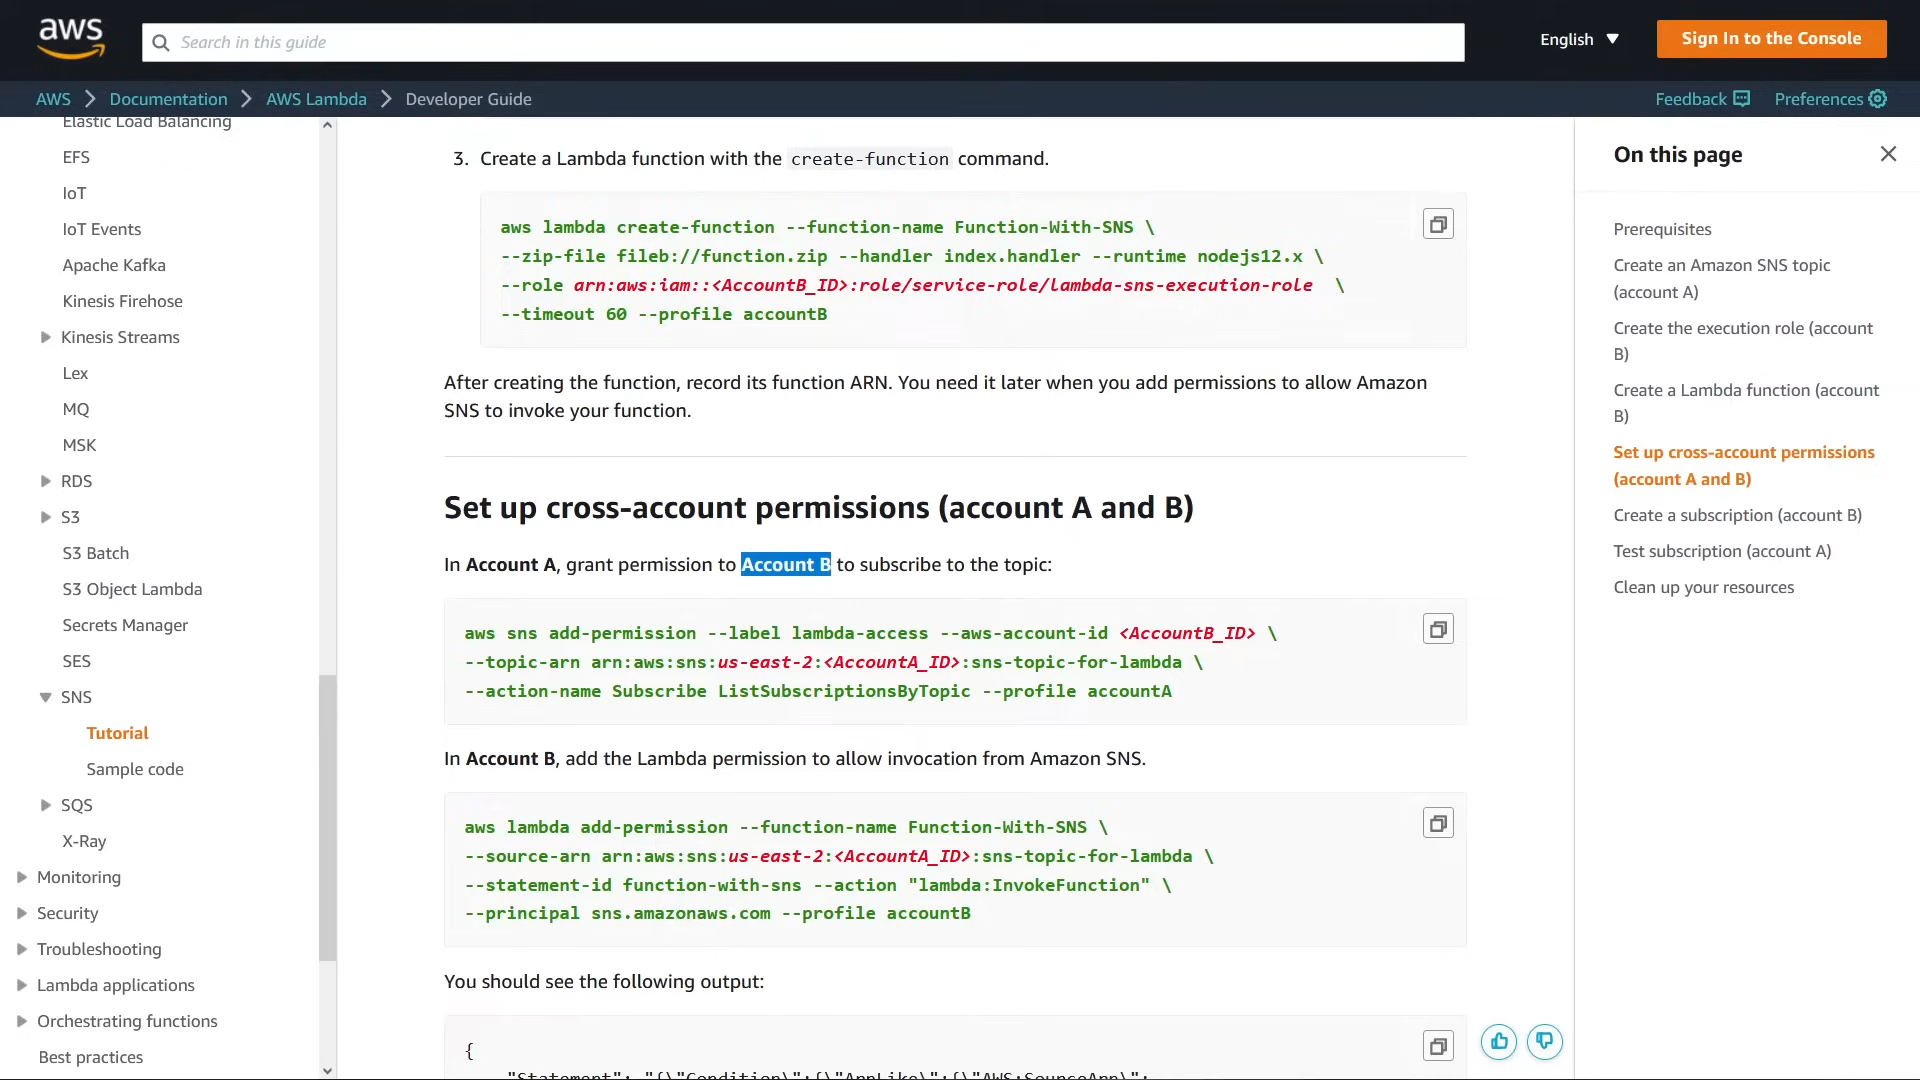 aws
Search in this guide
English
Sign In to the Console
AWS
Documentation
AWS Lambda
Developer Guide
Feedback
Preferences
Elastic Load Balancing
EFS
IoT
IoT Events
Apache Kafka
Kinesis Firehose
Kinesis Streams
Lex
MQ
MSK
RDS
S3
S3 Batch
S3 Object Lambda
Secrets Manager
SES
SNS
Tutorial
Sample code
SQS
X-Ray
Monitoring
Security
Troubleshooting
Lambda applications
Orchestrating functions
Best practices
3. Create a Lambda function with the create-function command.
aws lambda create-function --function-name Function-With-SNS \
--zip-file fileb://function.zip --handler index.handler --runtime nodejs12.x \
--role arn:aws:iam::<AccountB_ID>:role/service-role/lambda-sns-execution-role \
--timeout 60 --profile accountB
After creating the function, record its function ARN. You need it later when you add permissions to allow Amazon
SNS to invoke your function.
Set up cross-account permissions (account A and B)
In Account A, grant permission to Account B to subscribe to the topic:
aws sns add-permission --label lambda-access --aws-account-id <AccountB_ID> \
--topic-arn arn:aws:sns:us-east-2:<AccountA_ID>:sns-topic-for-lambda \
--action-name Subscribe ListSubscriptionsByTopic --profile accountA
In Account B, add the Lambda permission to allow invocation from Amazon SNS.
aws lambda add-permission --function-name Function-With-SNS \
--source-arn arn:aws:sns:us-east-2:<AccountA_ID>:sns-topic-for-lambda \
--statement-id function-with-sns --action "lambda:InvokeFunction" \
--principal sns.amazonaws.com --profile accountB
You should see the following output:
{
"Statement": "{\"Condition\":{\"ArnLike\":{\"AWS:SourceArn\":
On this page
Prerequisites
Create an Amazon SNS topic
(account A)
Create the execution role (account
B)
Create a Lambda function (account
B)
Set up cross-account permissions
(account A and B)
Create a subscription (account B)
Test subscription (account A)
Clean up your resources